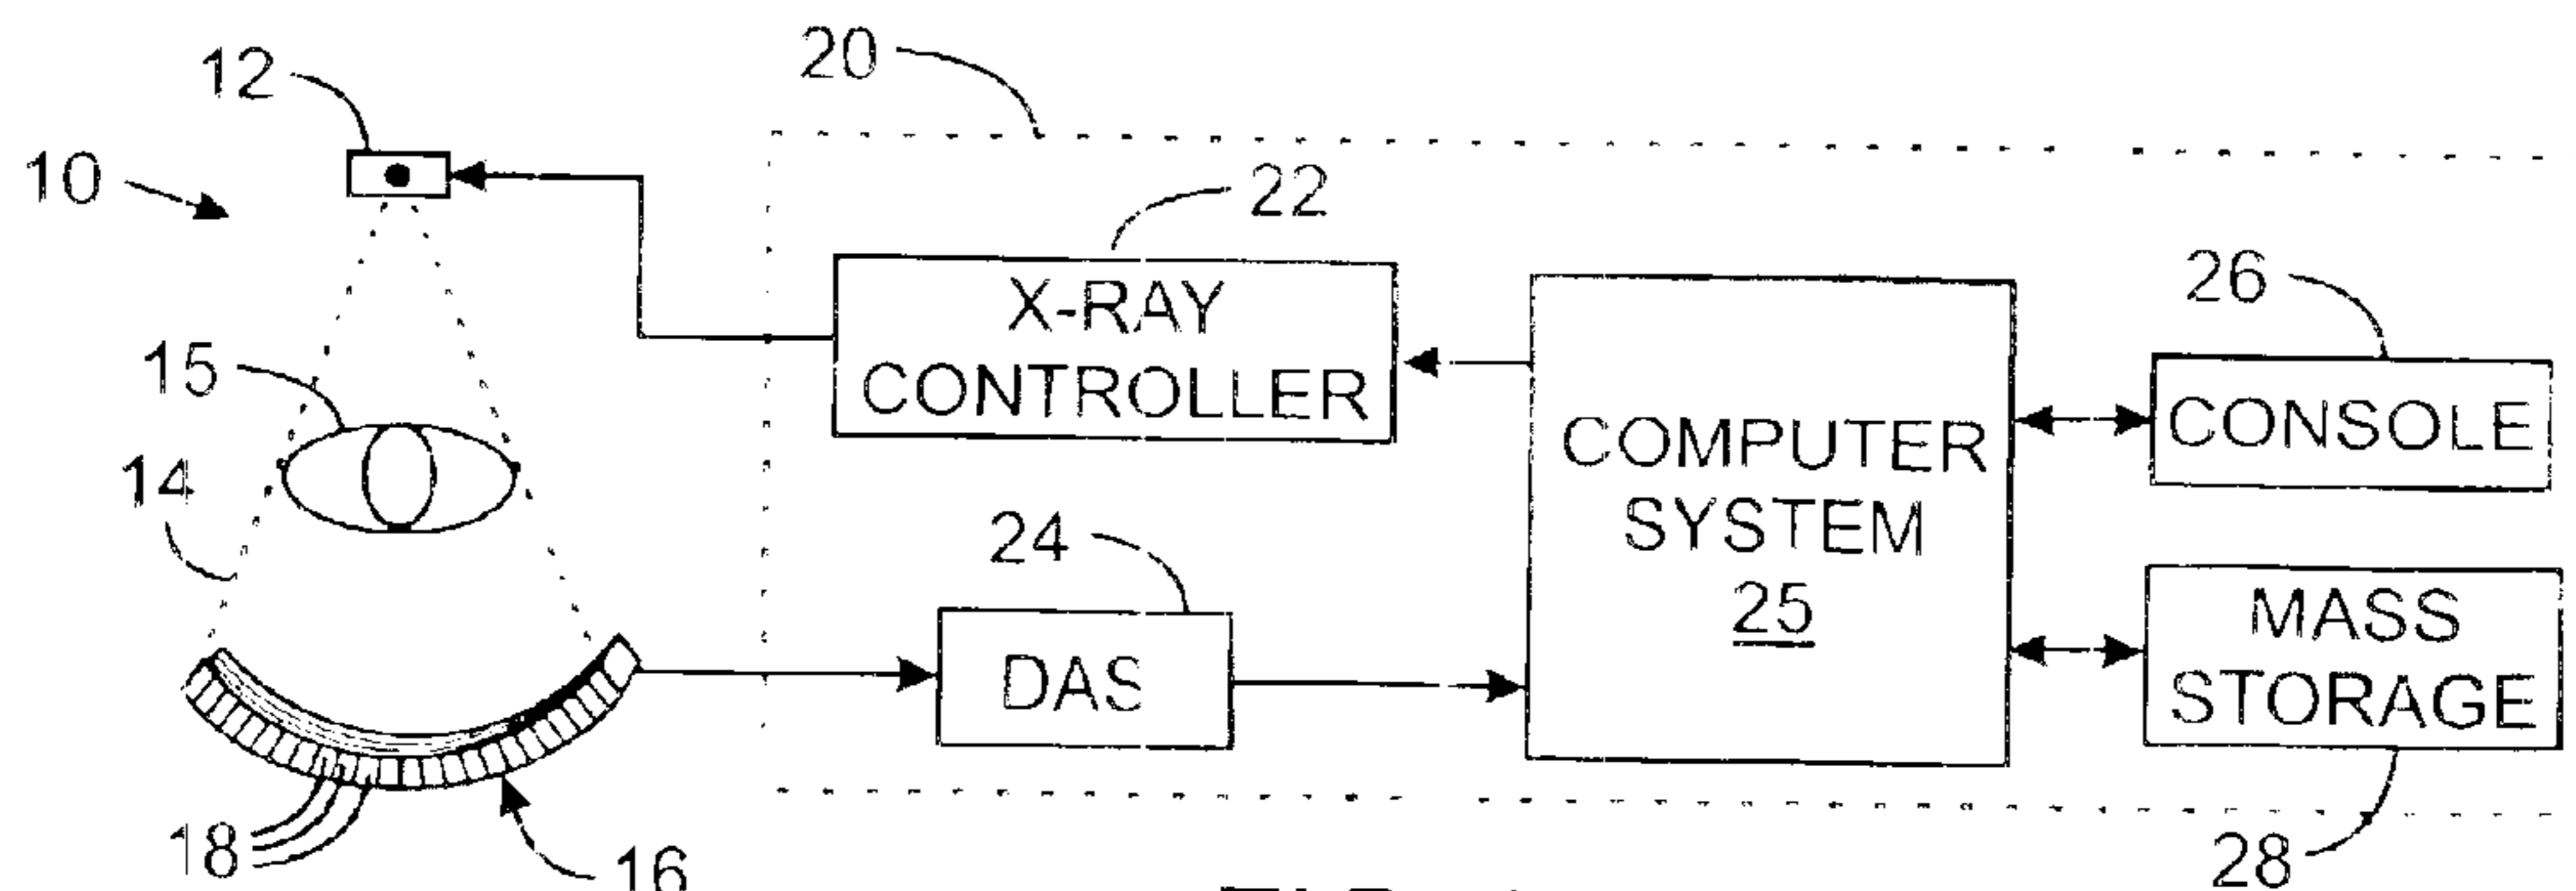 20
12
10
22
X-RAY
CONTROLLER
26
15
CONSOLE
COMPUTER
SYSTEM
25
14
24
DAS
MASS
STORAGE
18
16
28